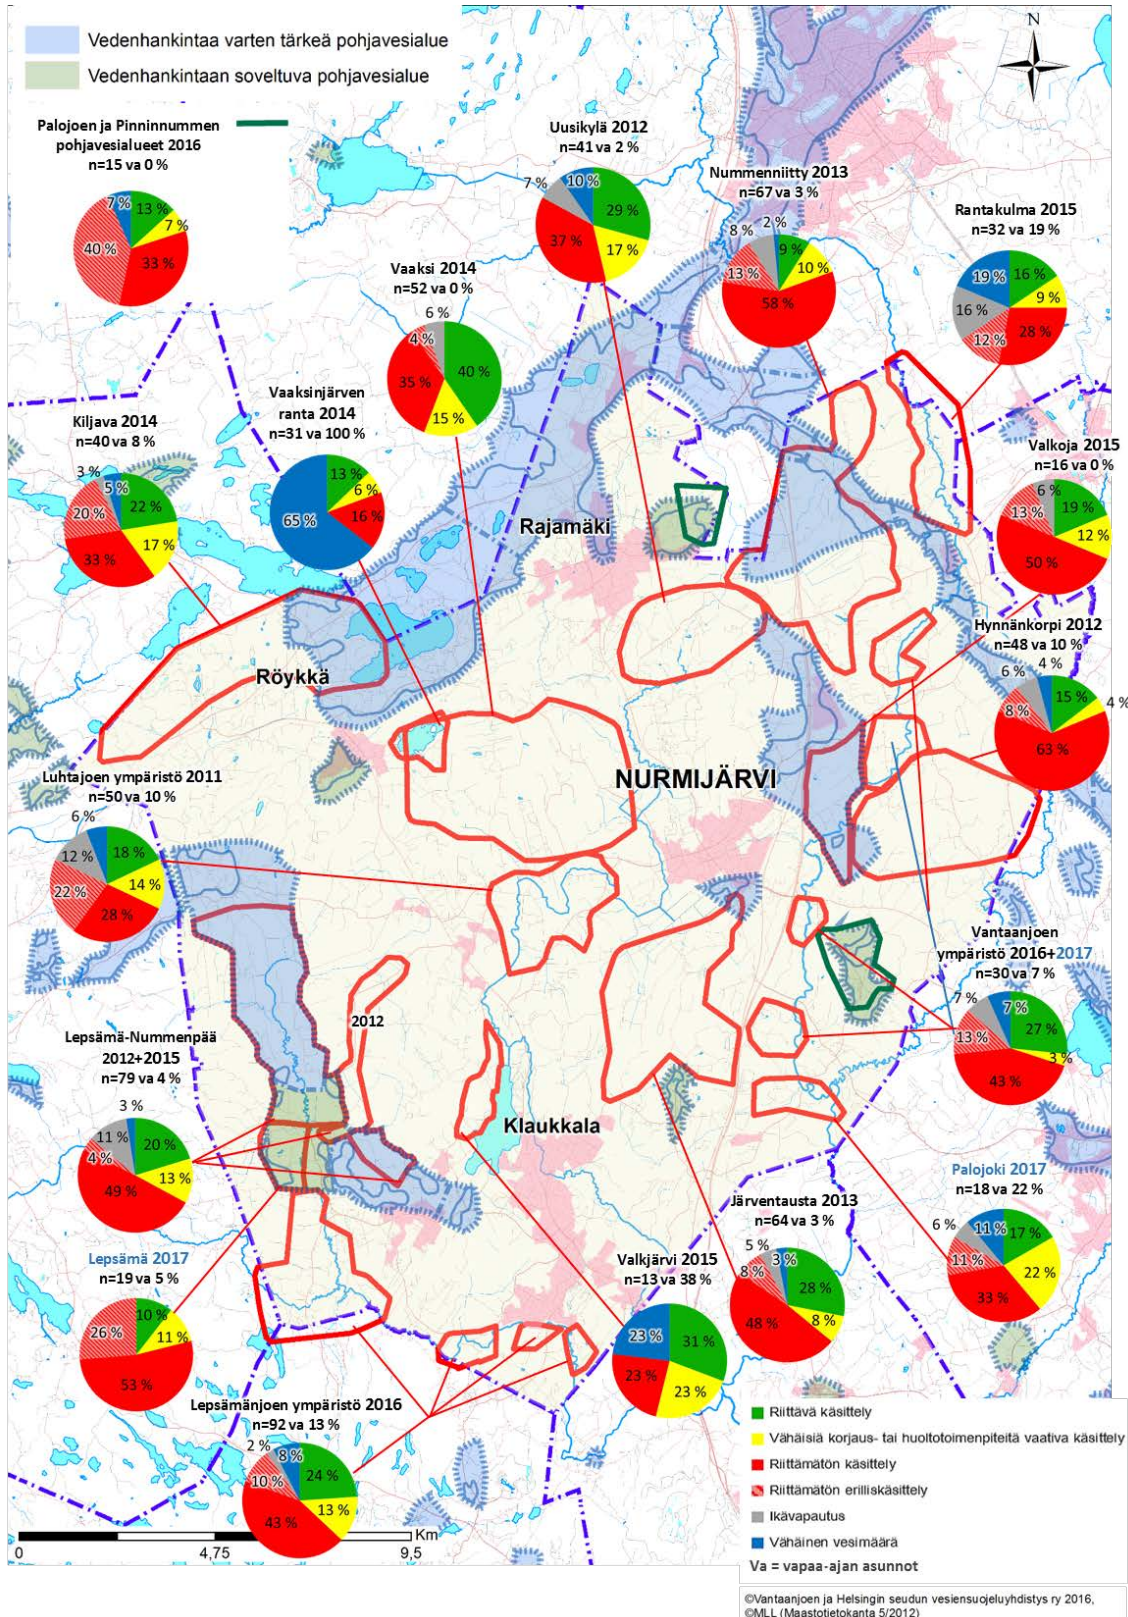 Vedenhankintaa varten tärkeä pohjavesialue
Vedenhankintaan soveltuva pohjavesialue
N
Palojoen ja Pinninnummen
pohjavesialueet 2016
n=15 va 0 %
7 %
13 %
7 %
40 %
33 %
Uusikylä 2012
n=41 va 2 %
7 %
10 %
29 %
37 %
17 %
Nummenniitty 2013
n=67 va 3 %
8 %
2 %
9 %
10 %
13 %
58 %
Rantakulma 2015
n=32 va 19 %
19 %
16 %
16 %
9 %
12 %
28 %
Vaaksi 2014
n=52 va 0 %
6 %
4 %
40 %
35 %
15 %
Vaaksinjärven
ranta 2014
n=31 va 100 %
13 %
6 %
16 %
65 %
Kiljava 2014
n=40 va 8 %
3 %
5 %
22 %
20 %
17 %
33 %
Valkoja 2015
n=16 va 0 %
6 %
19 %
13 %
12 %
50 %
Rajamäki
Hynnänkorpi 2012
n=48 va 10 %
4 %
6 %
15 %
4 %
8 %
63 %
Röykkä
NURMIJÄRVI
Luhtajoen ympäristö 2011
n=50 va 10 %
6 %
12 %
18 %
22 %
14 %
28 %
Vantaanjoen
ympäristö 2016+2017
n=30 va 7 %
7 %
7 %
27 %
13 %
3 %
43 %
2012
Lepsämä-Nummenpää
2012+2015
n=79 va 4 %
3 %
11 %
20 %
4 %
13 %
49 %
Klaukkala
Palojoki 2017
n=18 va 22 %
6 %
11 %
17 %
11 %
22 %
33 %
Järventausta 2013
n=64 va 3 %
5 %
3 %
8 %
28 %
8 %
48 %
Lepsämä 2017
n=19 va 5 %
10 %
26 %
11 %
53 %
Valkjärvi 2015
n=13 va 38 %
23 %
31 %
23 %
23 %
Lepsämänjoen ympäristö 2016
n=92 va 13 %
2 %
8 %
24 %
10 %
13 %
43 %
Riittävä käsittely
Vähäisiä korjaus- tai huoltotoimenpiteitä vaativa käsittely
Riittämätön käsittely
Riittämätön erilliskäsittely
Ikävapautus
Vähäinen vesimäärä
Va = vapaa-ajan asunnot
Km
0 4,75 9,5
©Vantaanjoen ja Helsingin seudun vesiensuojeluyhdistys ry 2016,
©MLL (Maastotietokanta 5/2012)